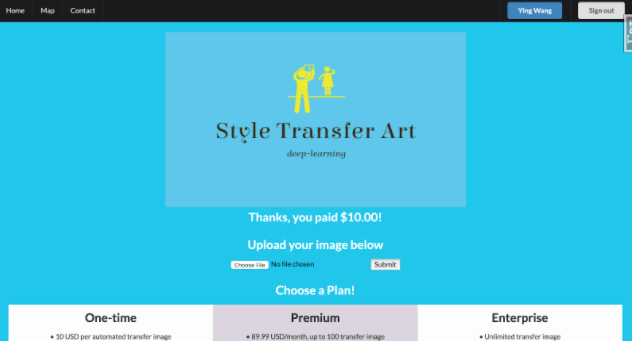 Home Map Contact Ying Wang Sign out
Style Transfer Art
deep-learning
Thanks, you paid $10.00!
Upload your image below
Choose File No file chosen Submit
Choose a Plan!
One-time Premium Enterprise
• 10 USD per automated transfer image • 89.99 USD/month, up to 100 transfer image • Unlimited transfer image